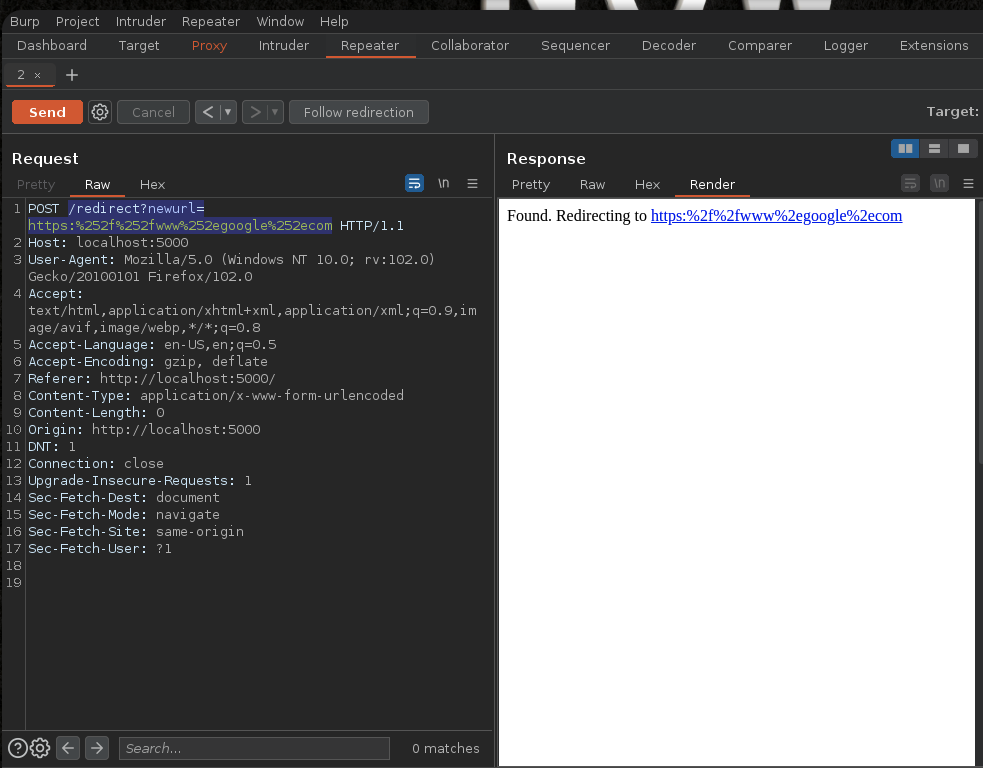 Burp Project Intruder Repeater Window Help
Dashboard Target Proxy Intruder Repeater Collaborator Sequencer Decoder Comparer Logger Extensions
2 × +
Send Cancel < ▼ > ▼ Follow redirection Target:
Request
Pretty Raw Hex \n
1 POST /redirect?newurl=
https:%252f%252fwww%252egoogle%252ecom HTTP/1.1
2 Host: localhost:5000
3 User-Agent: Mozilla/5.0 (Windows NT 10.0; rv:102.0)
Gecko/20100101 Firefox/102.0
4 Accept:
text/html,application/xhtml+xml,application/xml;q=0.9,im
age/avif,image/webp,*/*;q=0.8
5 Accept-Language: en-US,en;q=0.5
6 Accept-Encoding: gzip, deflate
7 Referer: http://localhost:5000/
8 Content-Type: application/x-www-form-urlencoded
9 Content-Length: 0
10 Origin: http://localhost:5000
11 DNT: 1
12 Connection: close
13 Upgrade-Insecure-Requests: 1
14 Sec-Fetch-Dest: document
15 Sec-Fetch-Mode: navigate
16 Sec-Fetch-Site: same-origin
17 Sec-Fetch-User: ?1
18
19
? Search... 0 matches
Response
Pretty Raw Hex Render \n
Found. Redirecting to https:%2f%2fwww%2egoogle%2ecom